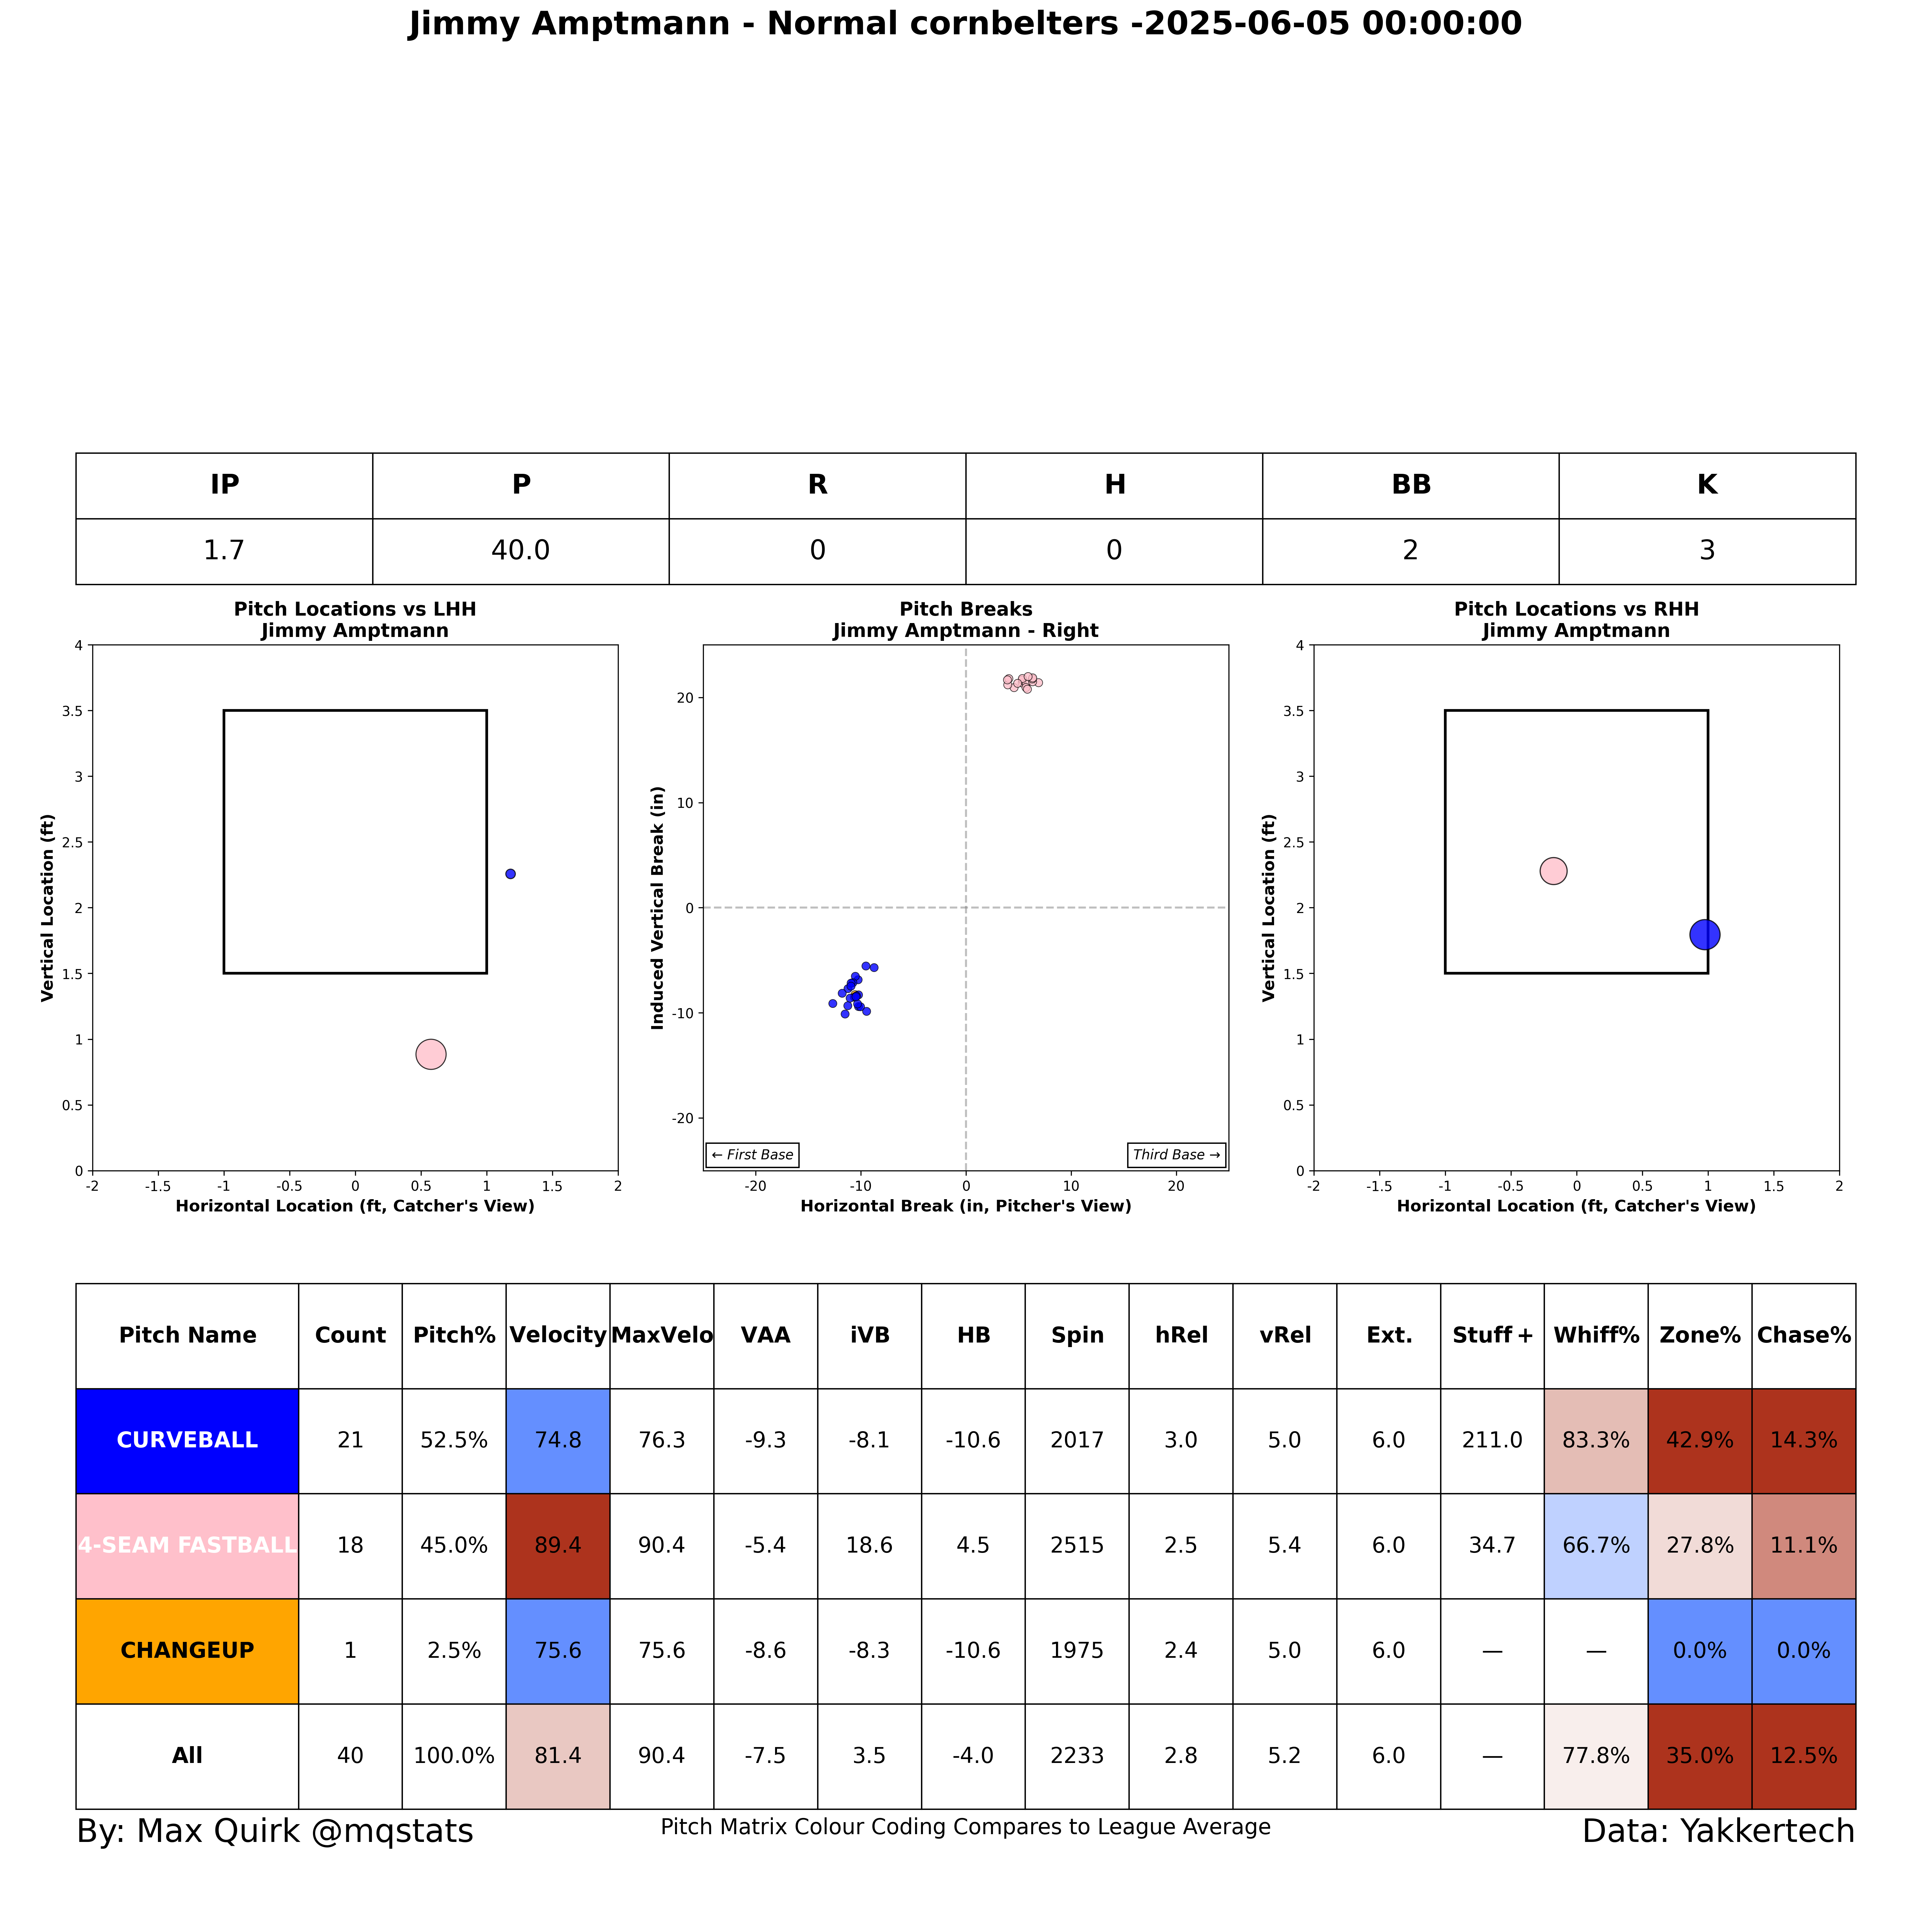 Jimmy Amptmann - Normal cornbelters -2025-06-05 00:00:00
IP P R H BB K
1.7 40.0 0 0 2 3
Pitch Locations vs LHH
Jimmy Amptmann
4
3.5
3
2.5
2
1.5
1
0.5
0
Vertical Location (ft)
-2 -1.5 -1 -0.5 0 0.5 1 1.5 2
Horizontal Location (ft, Catcher's View)
Pitch Breaks
Jimmy Amptmann - Right
20
10
0
-10
-20
Induced Vertical Break (in)
← First Base
Third Base →
-20 -10 0 10 20
Horizontal Break (in, Pitcher's View)
Pitch Locations vs RHH
Jimmy Amptmann
4
3.5
3
2.5
2
1.5
1
0.5
0
Vertical Location (ft)
-2 -1.5 -1 -0.5 0 0.5 1 1.5 2
Horizontal Location (ft, Catcher's View)
Pitch Name Count Pitch% Velocity MaxVelo VAA iVB HB Spin hRel vRel Ext. Stuff+ Whiff% Zone% Chase%
CURVEBALL 21 52.5% 74.8 76.3 -9.3 -8.1 -10.6 2017 3.0 5.0 6.0 211.0 83.3% 42.9% 14.3%
4-SEAM FASTBALL 18 45.0% 89.4 90.4 -5.4 18.6 4.5 2515 2.5 5.4 6.0 34.7 66.7% 27.8% 11.1%
CHANGEUP 1 2.5% 75.6 75.6 -8.6 -8.3 -10.6 1975 2.4 5.0 6.0 — — 0.0% 0.0%
All 40 100.0% 81.4 90.4 -7.5 3.5 -4.0 2233 2.8 5.2 6.0 — 77.8% 35.0% 12.5%
By: Max Quirk @mqstats
Pitch Matrix Colour Coding Compares to League Average
Data: Yakkertech